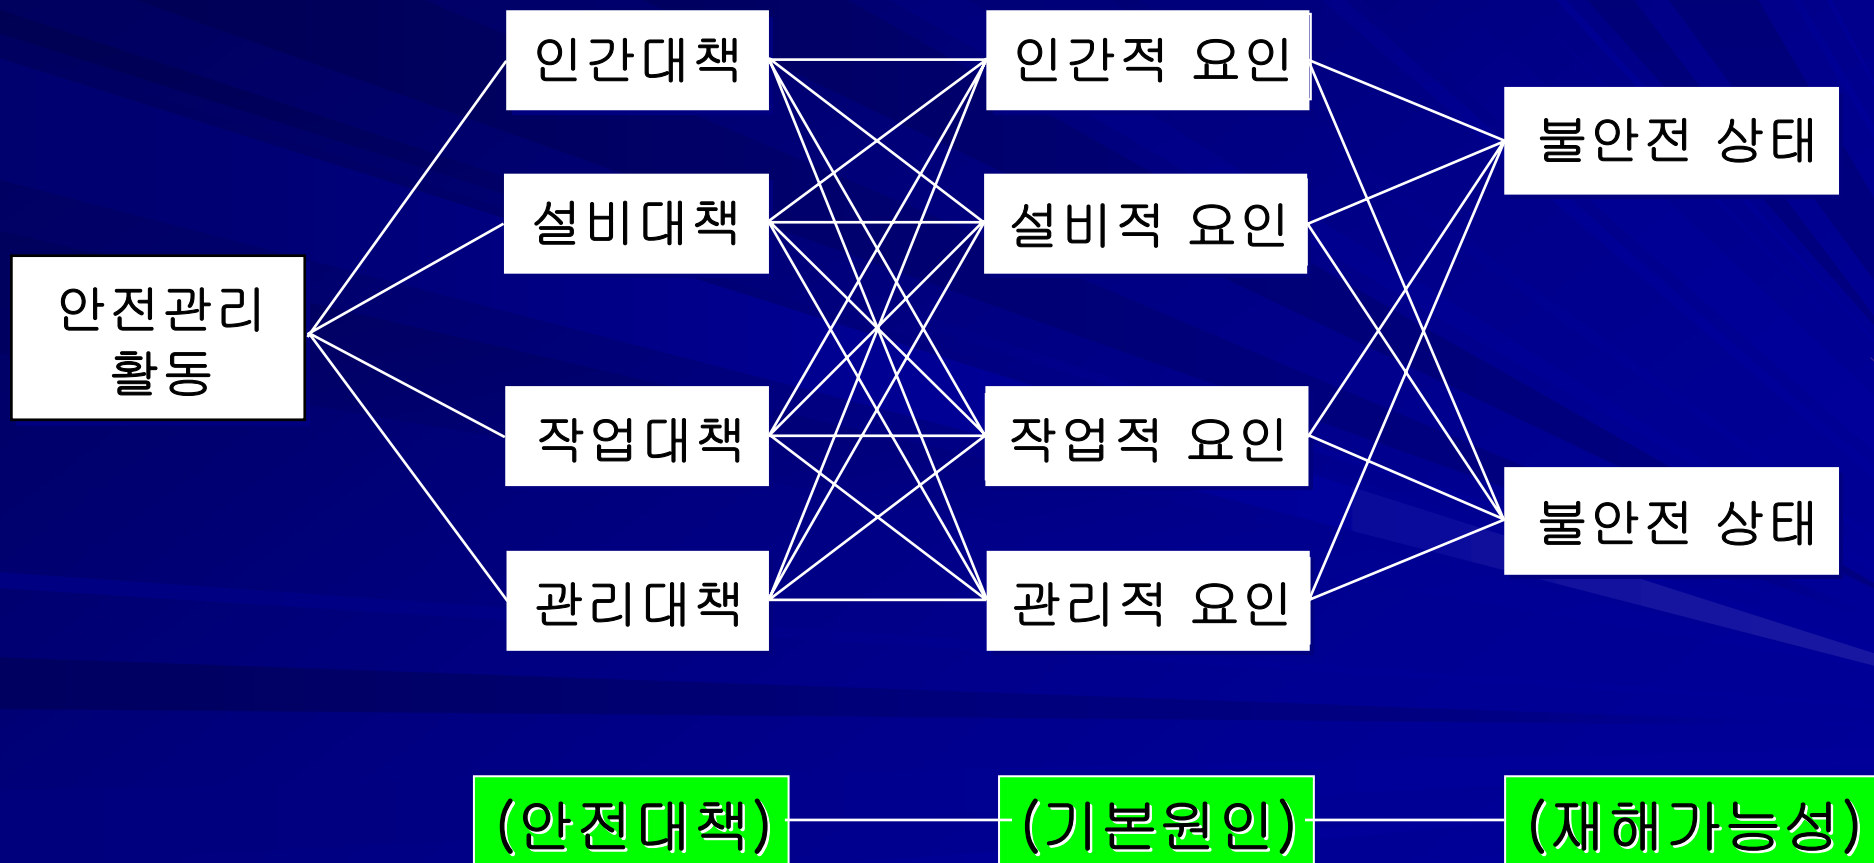 안전관리
활동
인간대책
설비대책
작업대책
관리대책
인간적 요인
설비적 요인
작업적 요인
관리적 요인
불안전 상태
불안전 상태
(안전대책)
(기본원인)
(재해가능성)